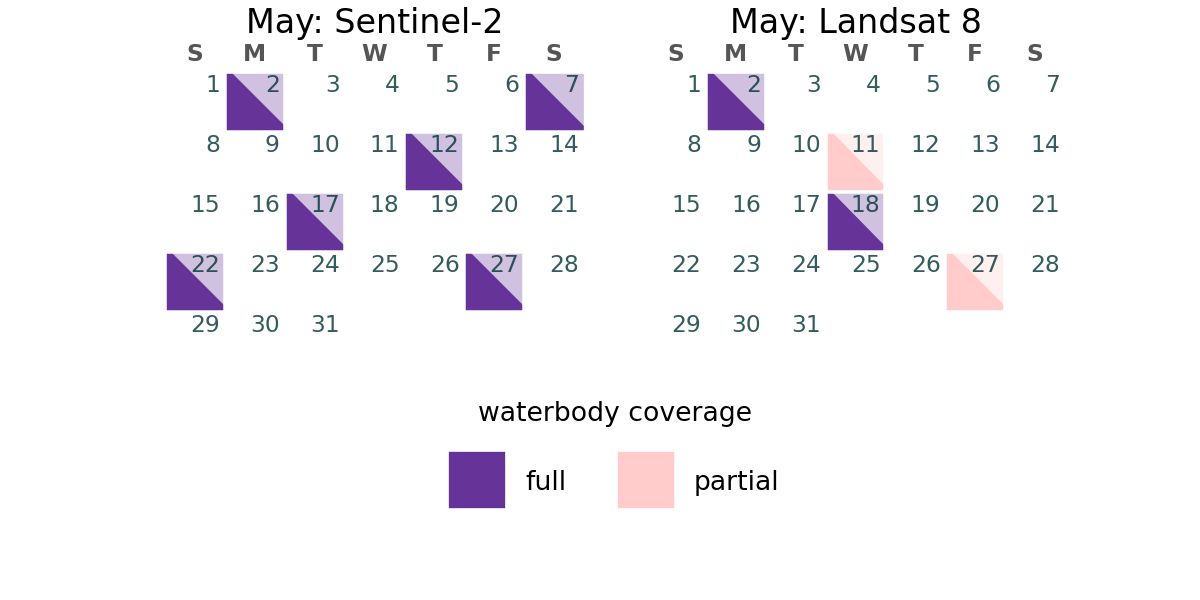 May: Sentinel-2
S M T W T F S
1 2 3 4 5 6 7
8 9 10 11 12 13 14
15 16 17 18 19 20 21
22 23 24 25 26 27 28
29 30 31
May: Landsat 8
S M T W T F S
1 2 3 4 5 6 7
8 9 10 11 12 13 14
15 16 17 18 19 20 21
22 23 24 25 26 27 28
29 30 31
waterbody coverage
full partial